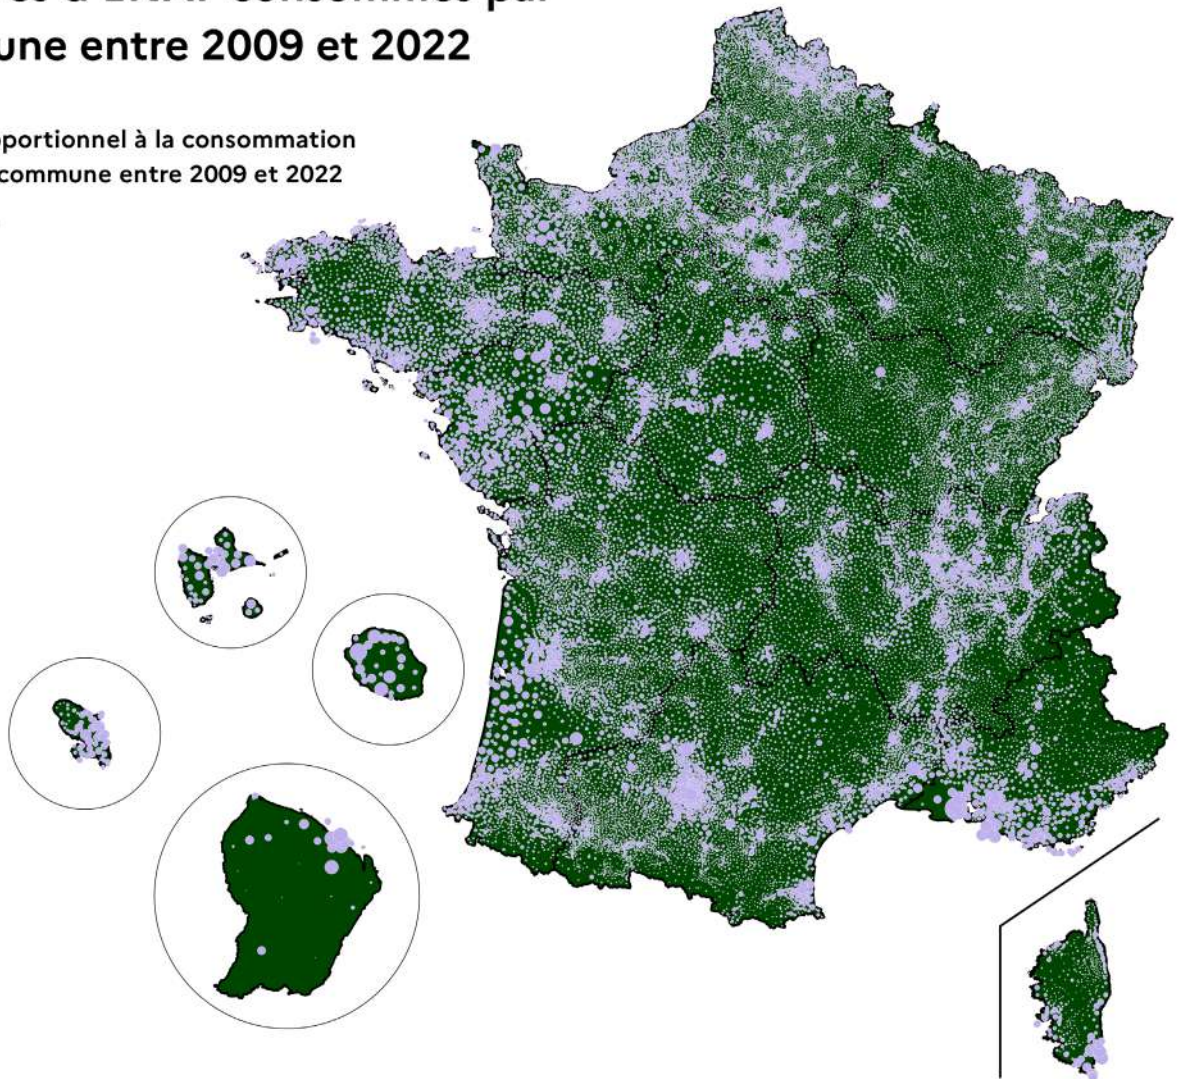 une entre 2009 et 2022
portionnel à la consommation
commune entre 2009 et 2022